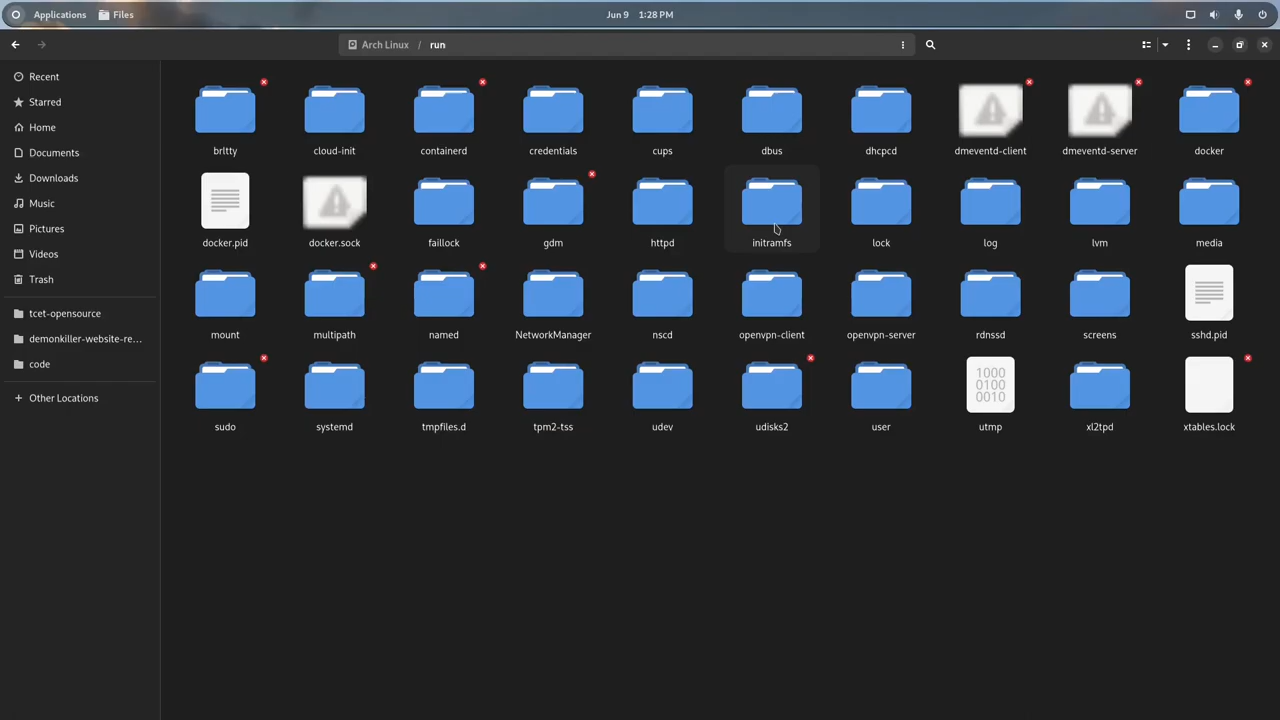 Applications Files Jun 9 1:28 PM
Arch Linux / run
Recent
Starred
Home
Documents
Downloads
Music
Pictures
Videos
Trash
tcet-opensource
demonkiller-website-re...
code
Other Locations
brltty cloud-init containerd credentials cups dbus dhcpcd dmeventd-client dmeventd-server docker
docker.pid docker.sock faillock gdm httpd initramfs lock log lvm media
mount multipath named NetworkManager nscd openvpn-client openvpn-server rdnssd screens sshd.pid
1000
0100
0010
sudo systemd tmpfiles.d tpm2-tss udev udisks2 user utmp xl2tpd xtables.lock